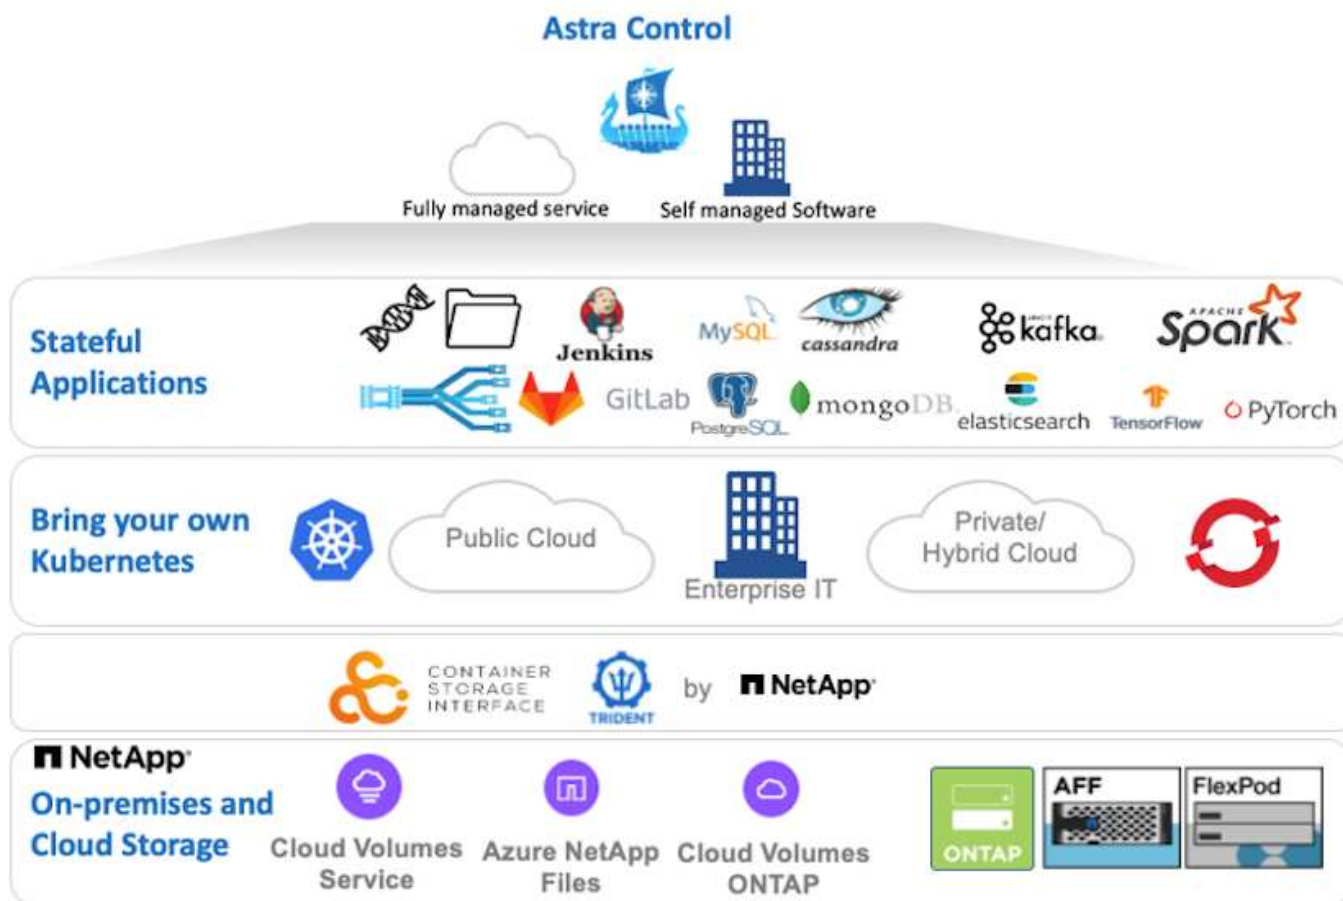 Astra Control
Fully managed service
Self managed Software
Stateful
Applications
Jenkins
MySQL
cassandra
kafka
APACHE
Spark
GitLab
PostgreSQL
mongoDB
elasticsearch
TensorFlow
PyTorch
Bring your own
Kubernetes
Public Cloud
Enterprise IT
Private/
Hybrid Cloud
CONTAINER
STORAGE
INTERFACE
TRIDENT
by
NetApp
NetApp
On-premises and
Cloud Storage
Cloud Volumes
Service
Azure NetApp
Files
Cloud Volumes
ONTAP
ONTAP
AFF
FlexPod